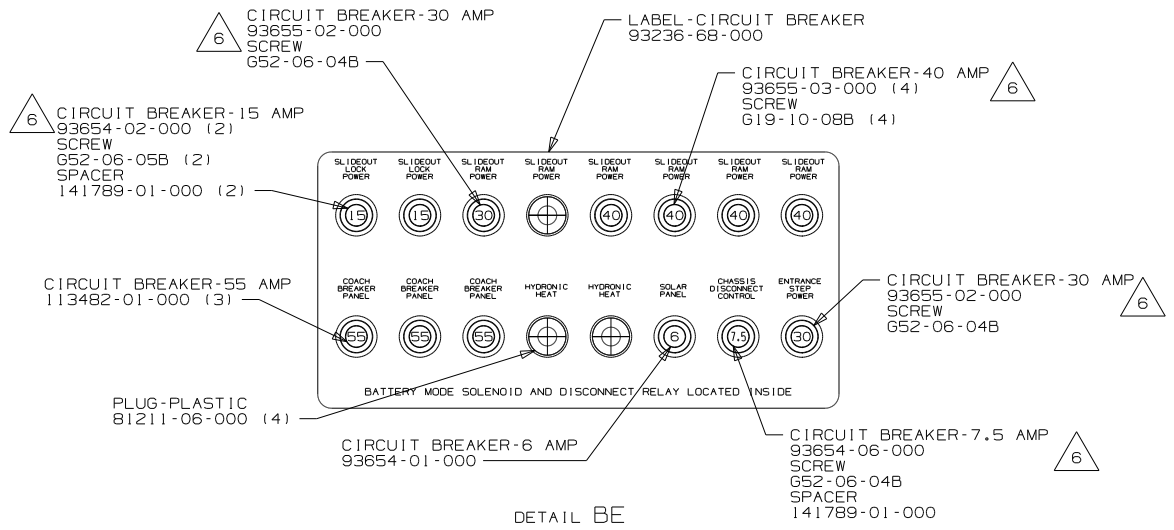 CIRCUIT BREAKER-30 AMP
93655-02-000
SCREW
G52-06-04B
6
LABEL-CIRCUIT BREAKER
93236-68-000
CIRCUIT BREAKER-40 AMP
93655-03-000 (4)
SCREW
G19-10-08B (4)
6
6
CIRCUIT BREAKER-15 AMP
93654-02-000 (2)
SCREW
G52-06-05B (2)
SPACER
141789-01-000 (2)
SLIDEOUT
LOCK
POWER
SLIDEOUT
LOCK
POWER
SLIDEOUT
RAM
POWER
SLIDEOUT
RAM
POWER
SLIDEOUT
RAM
POWER
SLIDEOUT
RAM
POWER
SLIDEOUT
RAM
POWER
SLIDEOUT
RAM
POWER
15 15 30 40 40 40 40
CIRCUIT BREAKER-55 AMP
113482-01-000 (3)
COACH
BREAKER
PANEL
COACH
BREAKER
PANEL
COACH
BREAKER
PANEL
HYDRONIC
HEAT
HYDRONIC
HEAT
SOLAR
PANEL
CHASSIS
DISCONNECT
CONTROL
ENTRANCE
STEP
POWER
55 55 55 6 7.5 30
CIRCUIT BREAKER-30 AMP
93655-02-000
SCREW
G52-06-04B
6
BATTERY MODE SOLENOID AND DISCONNECT RELAY LOCATED INSIDE
PLUG-PLASTIC
81211-06-000 (4)
CIRCUIT BREAKER-6 AMP
93654-01-000
CIRCUIT BREAKER-7.5 AMP
93654-06-000
SCREW
G52-06-04B
SPACER
141789-01-000
6
DETAIL BE